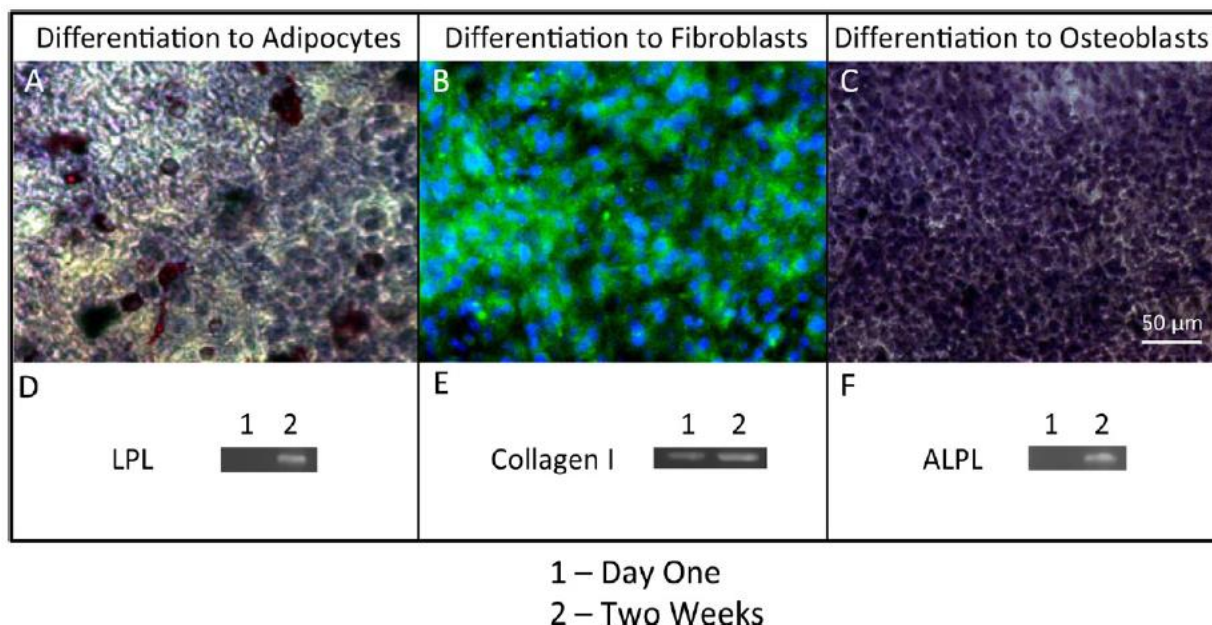 Differentiation to Adipocytes
Differentiation to Fibroblasts
Differentiation to Osteoblasts
A
B
C
50 µm
D
1 2
LPL
E
1 2
Collagen I
F
1 2
ALPL
1 – Day One
2 – Two Weeks